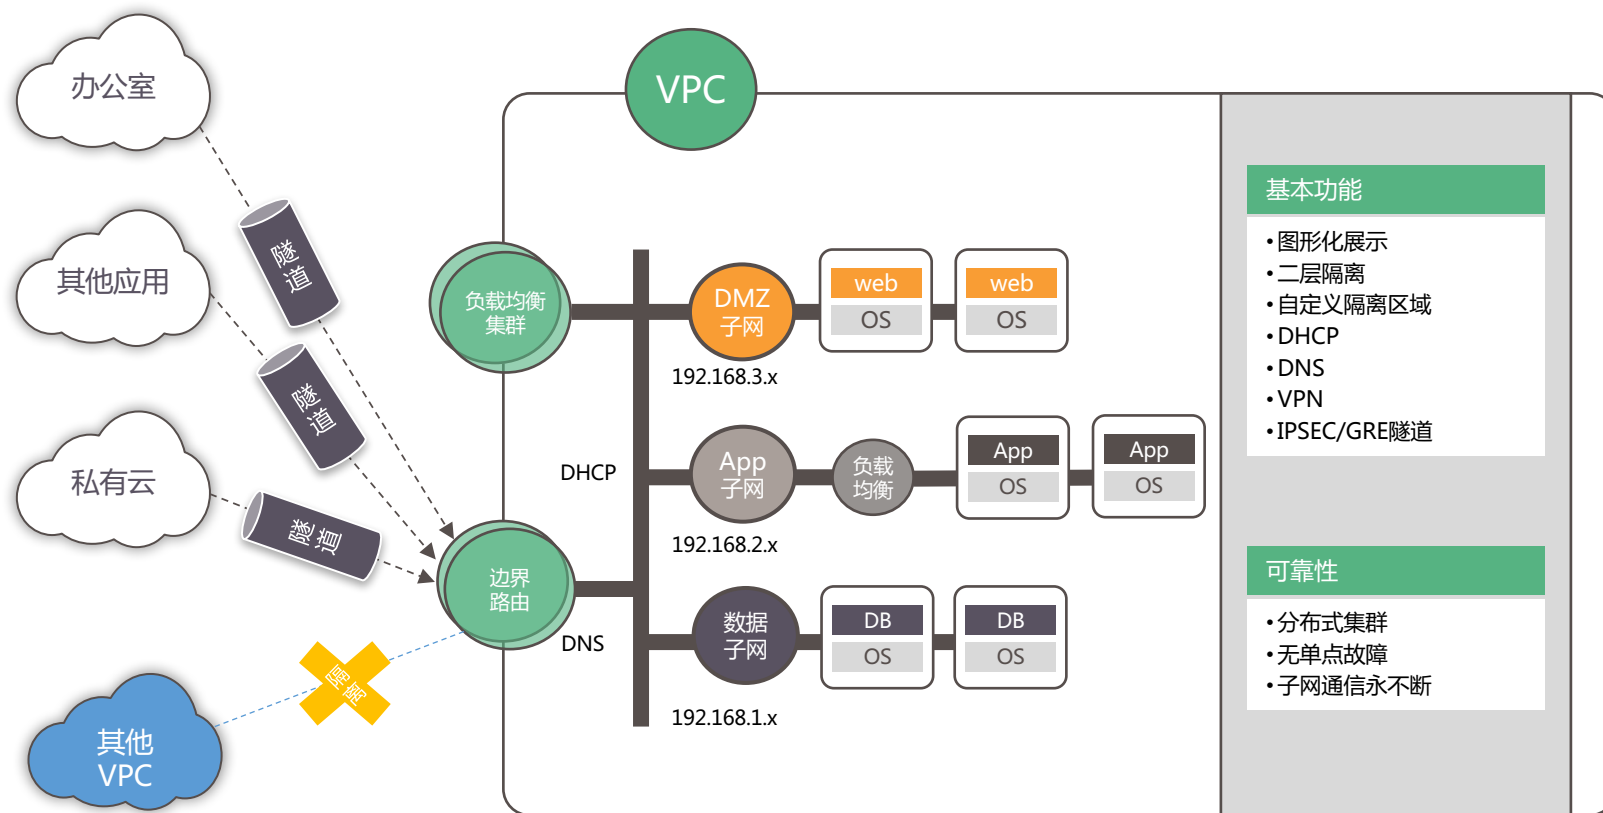 办公室
其他应用
私有云
其他
VPC
隧
道
隧
道
隧
道
隔
离
VPC
负载均衡
集群
边界
路由
DHCP
DNS
DMZ
子网
192.168.3.x
web
OS
web
OS
App
子网
192.168.2.x
负载
均衡
App
OS
App
OS
数据
子网
192.168.1.x
DB
OS
DB
OS
基本功能
•图形化展示
•二层隔离
•自定义隔离区域
•DHCP
•DNS
•VPN
•IPSEC/GRE隧道
可靠性
•分布式集群
•无单点故障
•子网通信永不断